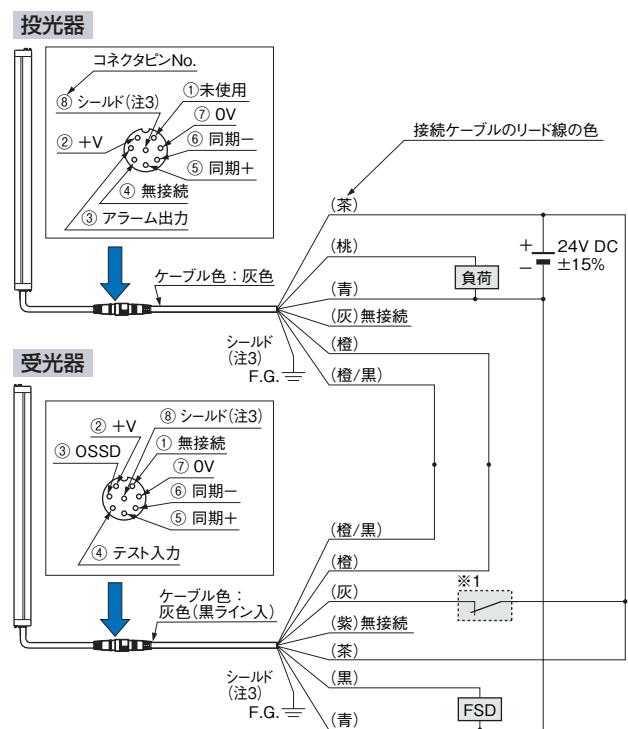 投光器
コネクタピンNo.
⑧ シールド(注3)
①未使用
⑦ 0V
② +V
⑥ 同期−
⑤ 同期+
④ 無接続
③ アラーム出力
ケーブル色:灰色
接続ケーブルのリード線の色
(茶)
(桃)
負荷
+
−
24V DC
±15%
(青)
(灰)無接続
(橙)
(橙/黒)
シールド
(注3)
F.G.
受光器
② +V
⑧ シールド(注3)
③ OSSD
① 無接続
⑦ 0V
⑥ 同期−
⑤ 同期+
④ テスト入力
ケーブル色:
灰色(黒ライン入)
(橙/黒)
(橙)
(灰)
※1
(紫)無接続
(茶)
(黒)
FSD
(青)
シールド
(注3)
F.G.